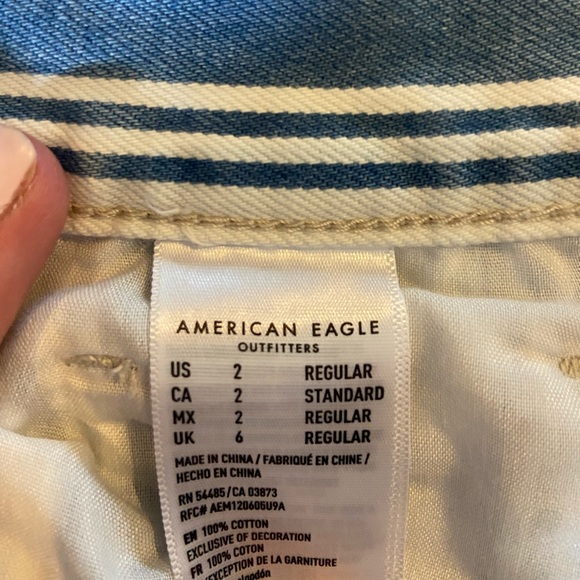 AMERICAN EAGLE
OUTFITTERS
US 2 REGULAR
CA 2 STANDARD
MX 2 REGULAR
UK 6 REGULAR
MADE IN CHINA / FABRIQUÉ EN CHINE /
HECHO EN CHINA
RN 54485/CA 03873
RFC# AEM120605U9A
EN 100% COTTON
EXCLUSIVE OF DECORATION
FR 100% COTON
EXCEPTION DE LA GARNITURE
algodón